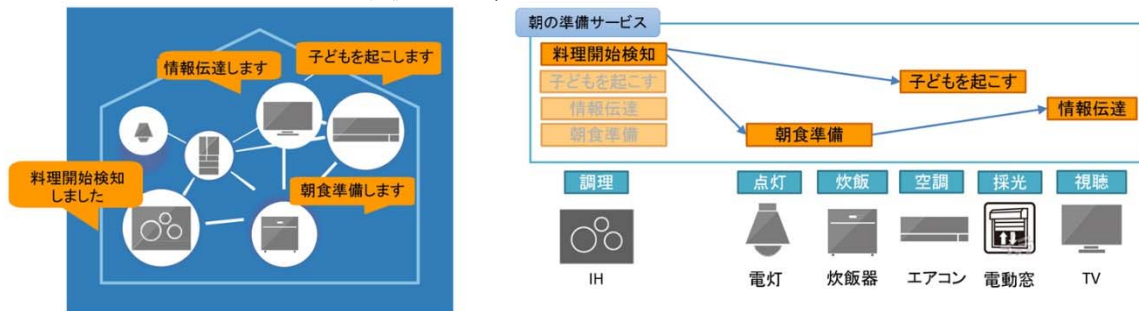 情報伝達します
子どもを起こします
料理開始検知
しました
朝食準備します
朝の準備サービス
料理開始検知
子どもを起こす
情報伝達
朝食準備
子どもを起こす
情報伝達
朝食準備
調理
点灯
炊飯
空調
採光
視聴
IH
電灯
炊飯器
エアコン
電動窓
TV